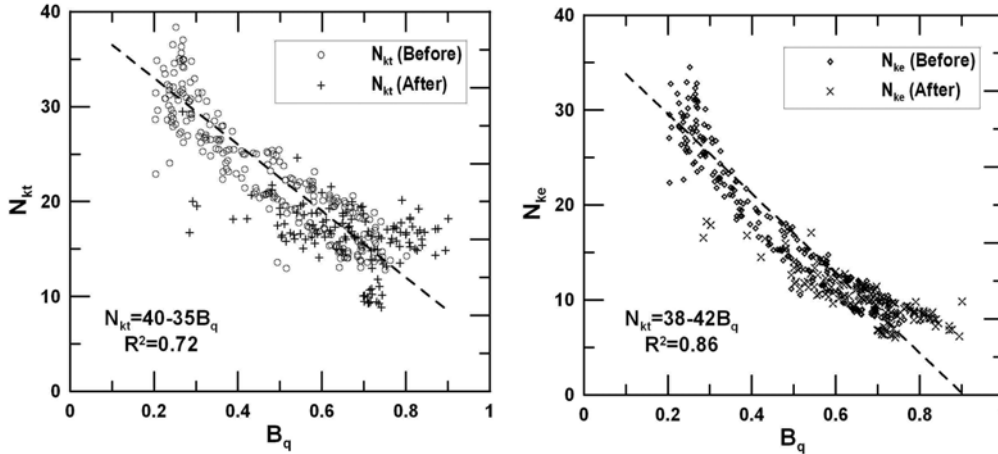 40
30
20
10
0
N_kt
N_kt (Before)
N_kt (After)
N_kt=40-35B_q
R²=0.72
0 0.2 0.4 0.6 0.8 1
B_q
40
30
20
10
0
N_ke
N_ke (Before)
N_ke (After)
N_kt=38-42B_q
R²=0.86
0 0.2 0.4 0.6 0.8
B_q